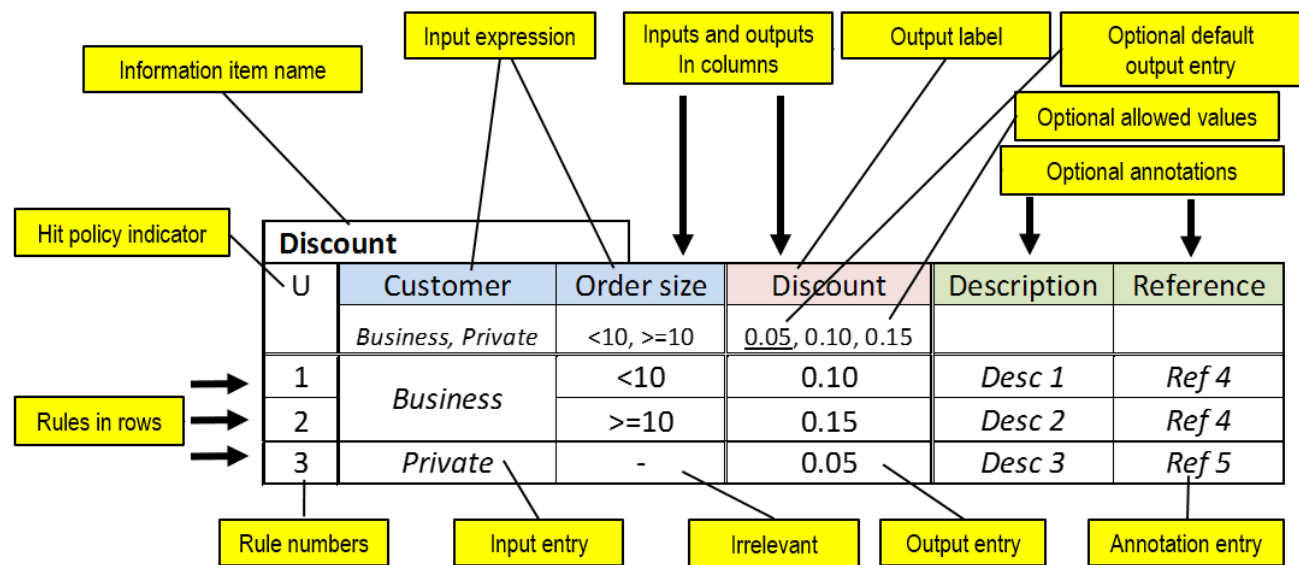 Input expression
Inputs and outputs
In columns
Output label
Optional default
output entry
Information item name
Optional allowed values
Optional annotations
Hit policy indicator
Discount
U Customer Order size Discount Description Reference
Business, Private <10, >=10 0.05, 0.10, 0.15
1 Business <10 0.10 Desc 1 Ref 4
2 >=10 0.15 Desc 2 Ref 4
Rules in rows
3 Private - 0.05 Desc 3 Ref 5
Rule numbers
Input entry
Irrelevant
Output entry
Annotation entry